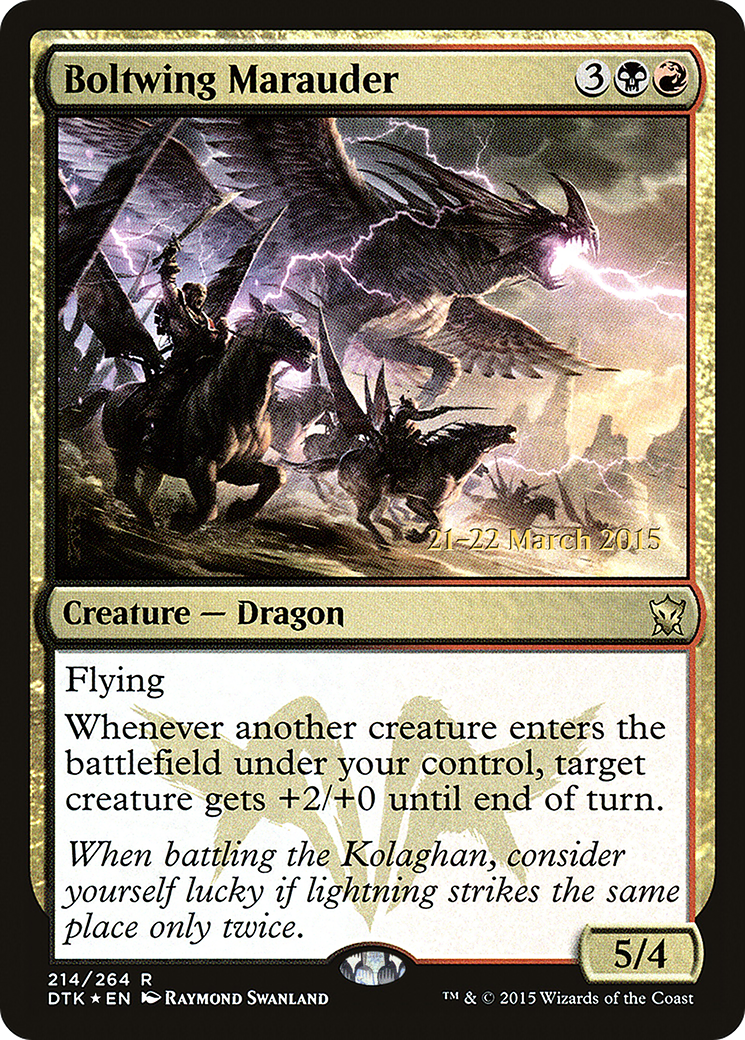 Boltwing Marauder 3
21–22 March 2015
Creature — Dragon
Flying
Whenever another creature enters the
battlefield under your control, target
creature gets +2/+0 until end of turn.
When battling the Kolaghan, consider
yourself lucky if lightning strikes the same
place only twice.
5/4
214/264 R
DTK ★ EN Raymond Swanland
™ & © 2015 Wizards of the Coast